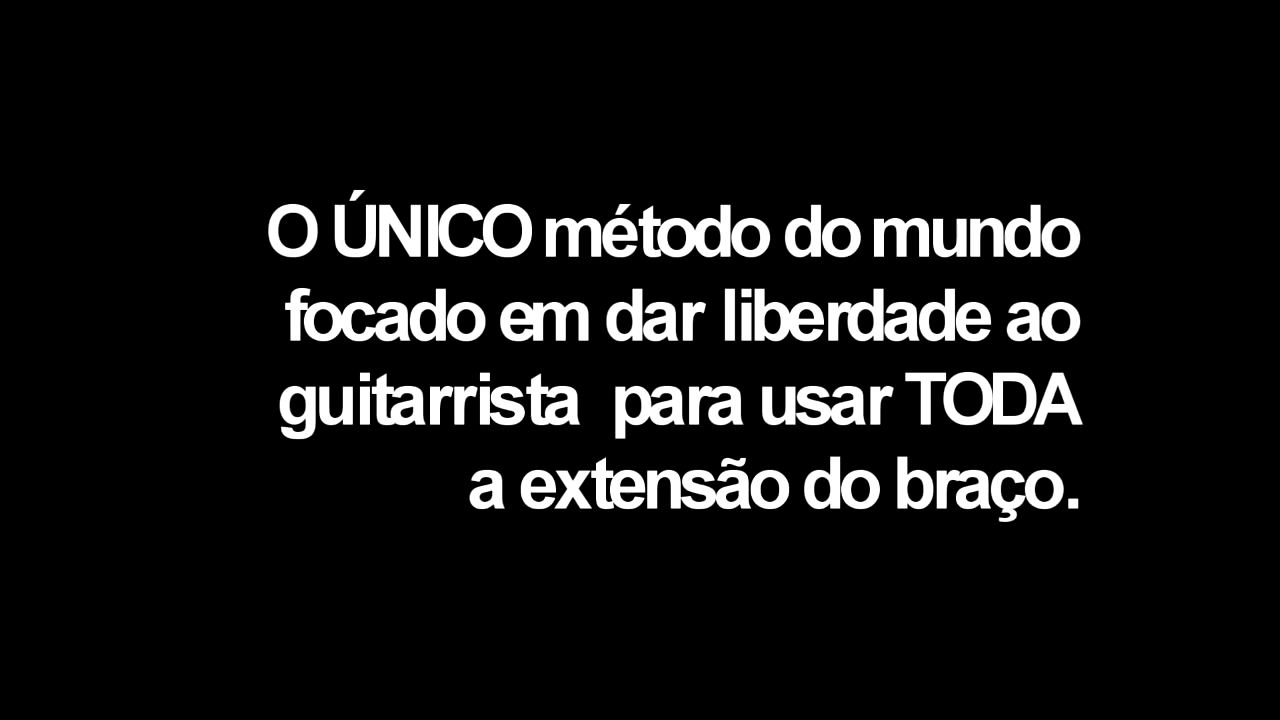 O ÚNICO método do mundo
focado em dar liberdade ao
guitarrista para usar TODA
a extensão do braço.